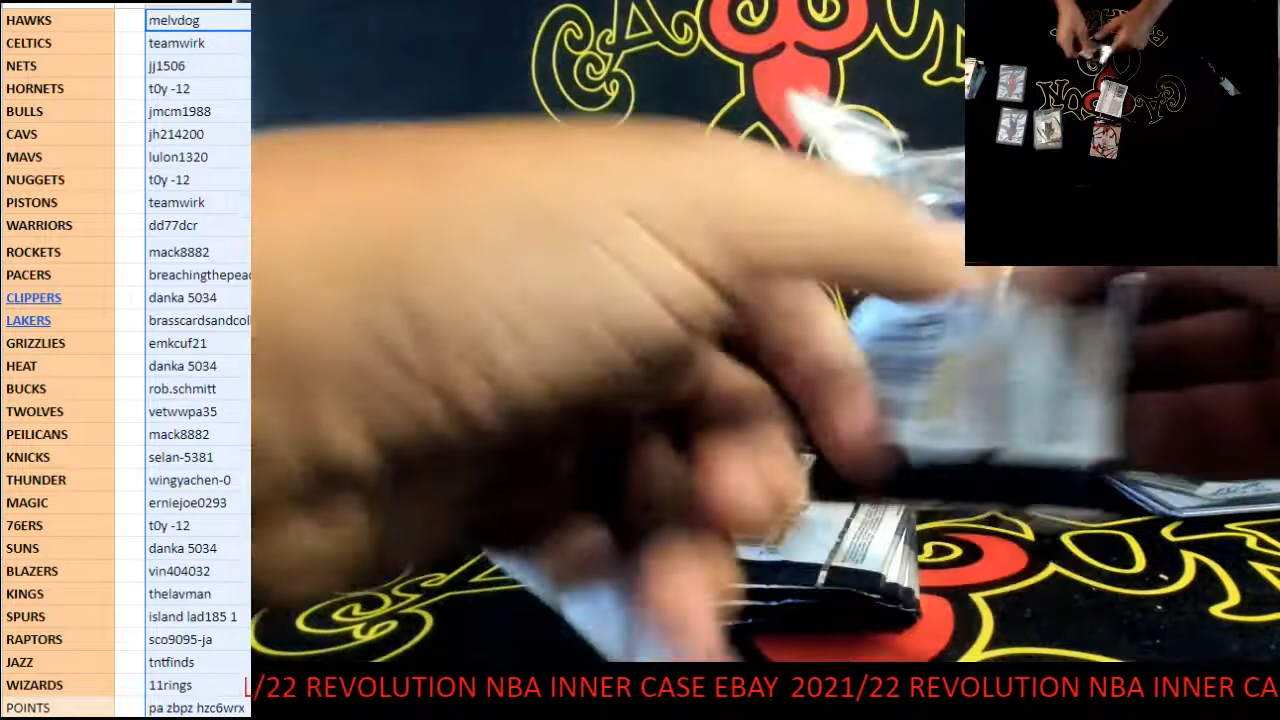 HAWKS melvdog
CELTICS teamwirk
NETS jj1506
HORNETS t0y -12
BULLS jmcm1988
CAVS jh214200
MAVS lulon1320
NUGGETS t0y -12
PISTONS teamwirk
WARRIORS dd77dcr
ROCKETS mack8882
PACERS breachingthepeac
CLIPPERS danka 5034
LAKERS brasscardsandcol
GRIZZLIES emkcuf21
HEAT danka 5034
BUCKS rob.schmitt
TWOLVES vetwwpa35
PEILICANS mack8882
KNICKS selan-5381
THUNDER wingyachen-0
MAGIC erniejoe0293
76ERS t0y -12
SUNS danka 5034
BLAZERS vin404032
KINGS thelavman
SPURS island lad185 1
RAPTORS sco9095-ja
JAZZ tntfinds
WIZARDS 11rings
POINTS pa zbpz hzc6wrx
/22 REVOLUTION NBA INNER CASE EBAY 2021/22 REVOLUTION NBA INNER CA